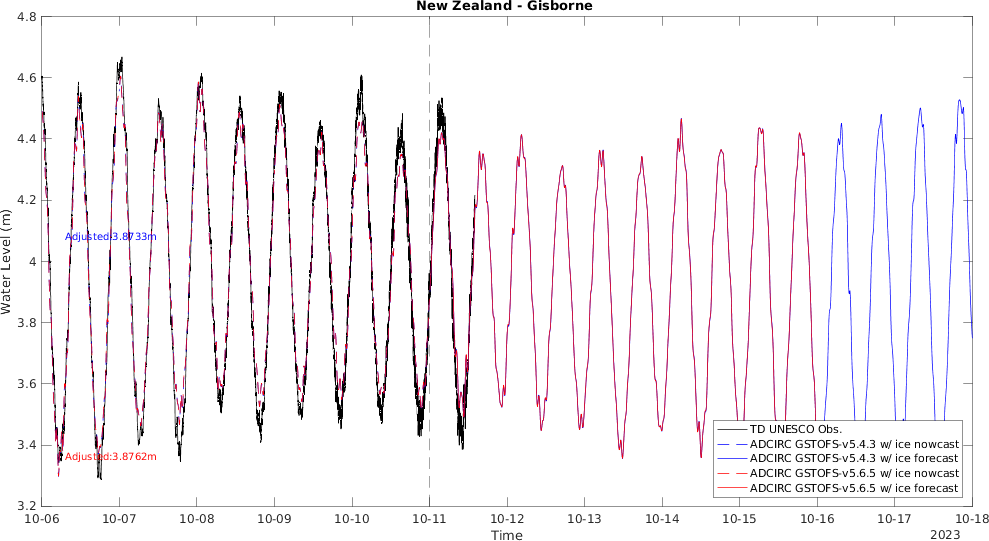 New Zealand - Gisborne
Water Level (m)
4.8
4.6
4.4
4.2
4
3.8
3.6
3.4
3.2
Adjusted:3.8733m
Adjusted:3.8762m
TD UNESCO Obs.
ADCIRC GSTOFS-v5.4.3 w/ ice nowcast
ADCIRC GSTOFS-v5.4.3 w/ ice forecast
ADCIRC GSTOFS-v5.6.5 w/ ice nowcast
ADCIRC GSTOFS-v5.6.5 w/ ice forecast
10-06 10-07 10-08 10-09 10-10 10-11 10-12 10-13 10-14 10-15 10-16 10-17 10-18
Time
2023